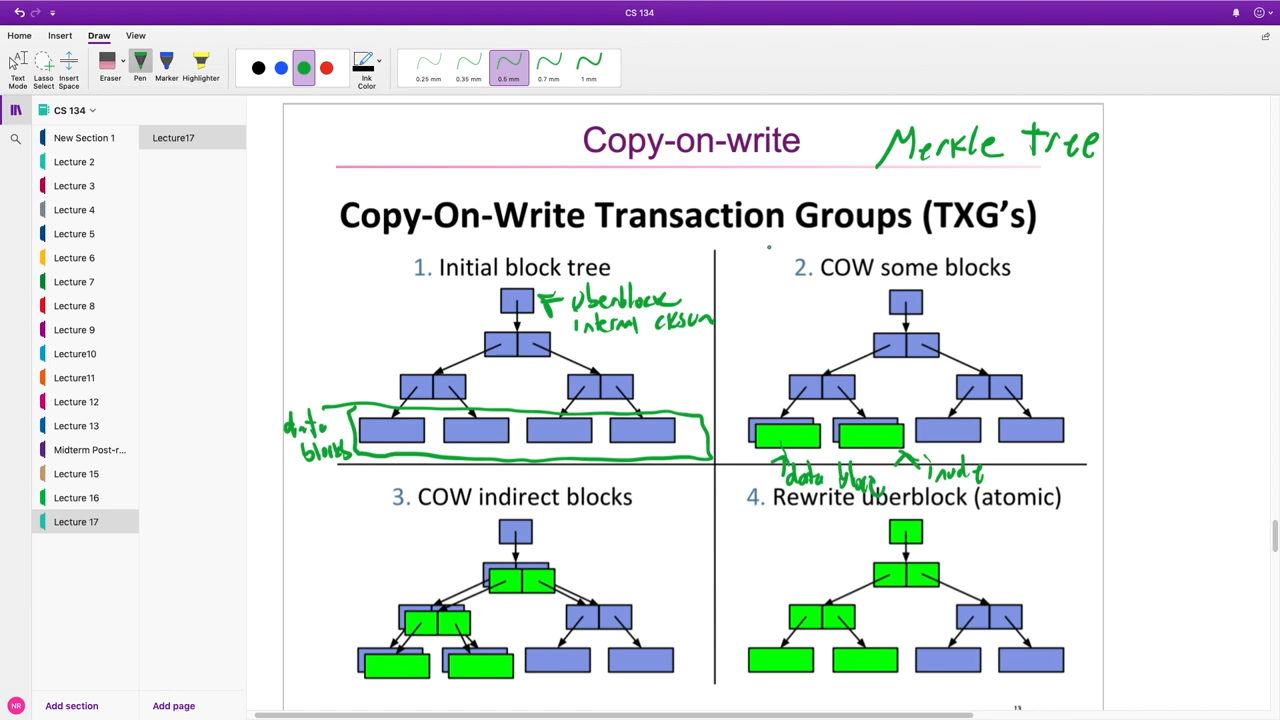 CS 134
Home Insert Draw View
Text Mode
Lasso Select
Insert Space
Eraser
Pen
Marker
Highlighter
Ink Color
0.25 mm
0.35 mm
0.5 mm
0.7 mm
1 mm
CS 134
New Section 1
Lecture 2
Lecture 3
Lecture 4
Lecture 5
Lecture 6
Lecture 7
Lecture 8
Lecture 9
Lecture10
Lecture11
Lecture 12
Lecture 13
Midterm Post-r...
Lecture 15
Lecture 16
Lecture 17
Lecture17
NR
Add section
Add page
Copy-on-write
Merkle tree
Copy-On-Write Transaction Groups (TXG's)
1. Initial block tree
uberblock
internal cksum
data
blocks
2. COW some blocks
data block
inode
3. COW indirect blocks
4. Rewrite uberblock (atomic)
13